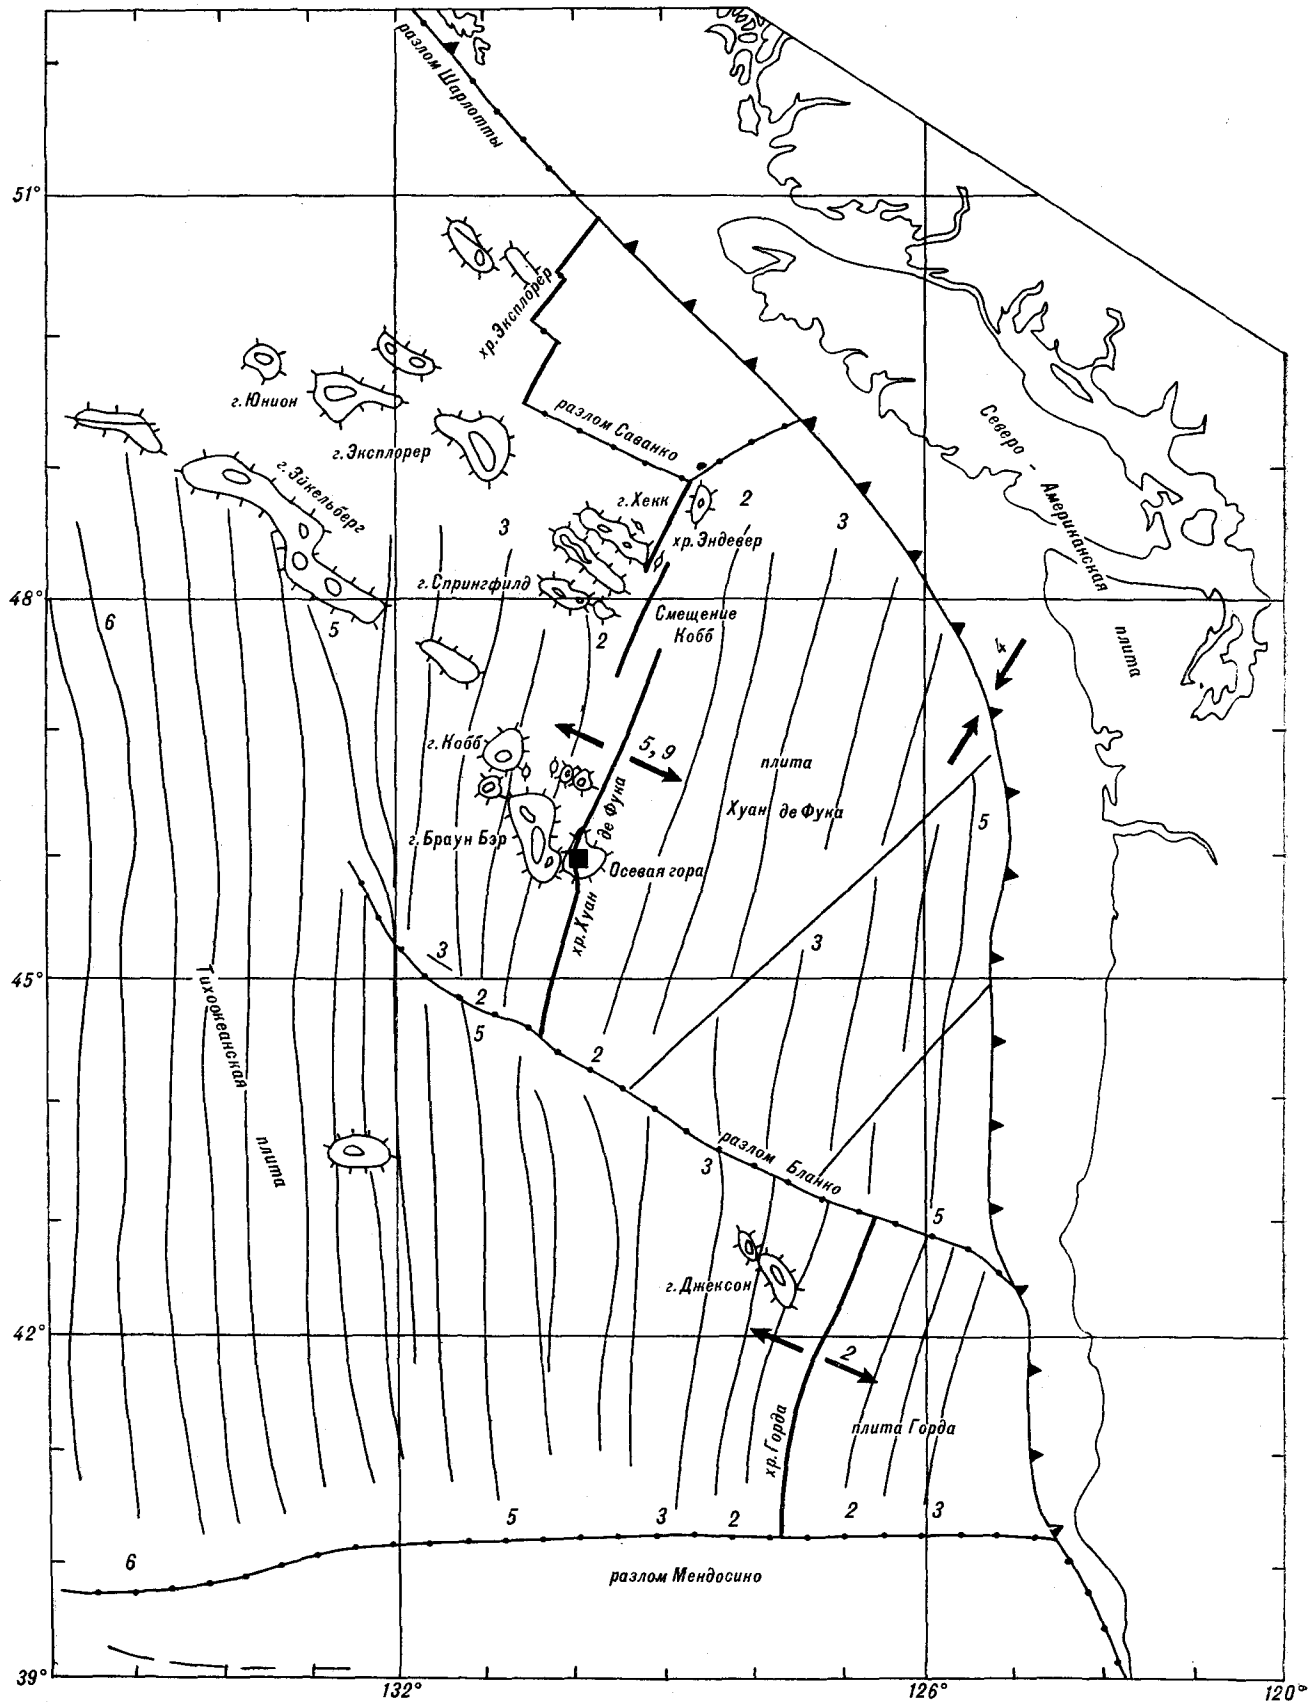 разлом Шарлотты
51°
хр. Эксплорер
г. Юнион
г. Эксплорер
разлом Саванко
г. Эйкельберг
г. Хекк
2
3
3
хр. Эндевер
Северо - Американская
плита
г. Спрингфилд
48°
6
5
2
Смещение
Кобб
4
г. Кобб
5,9
плита
Хуан де Фука
5
г. Браун Бэр
Осевая гора
хр. Хуан де Фука
3
3
45°
Тихоокеанская
плита
2
5
2
разлом Бланко
3
5
г. Джексон
42°
2
хр. Горда
плита Горда
5
3
2
2
3
6
разлом Мендосино
39°
132°
126°
120°